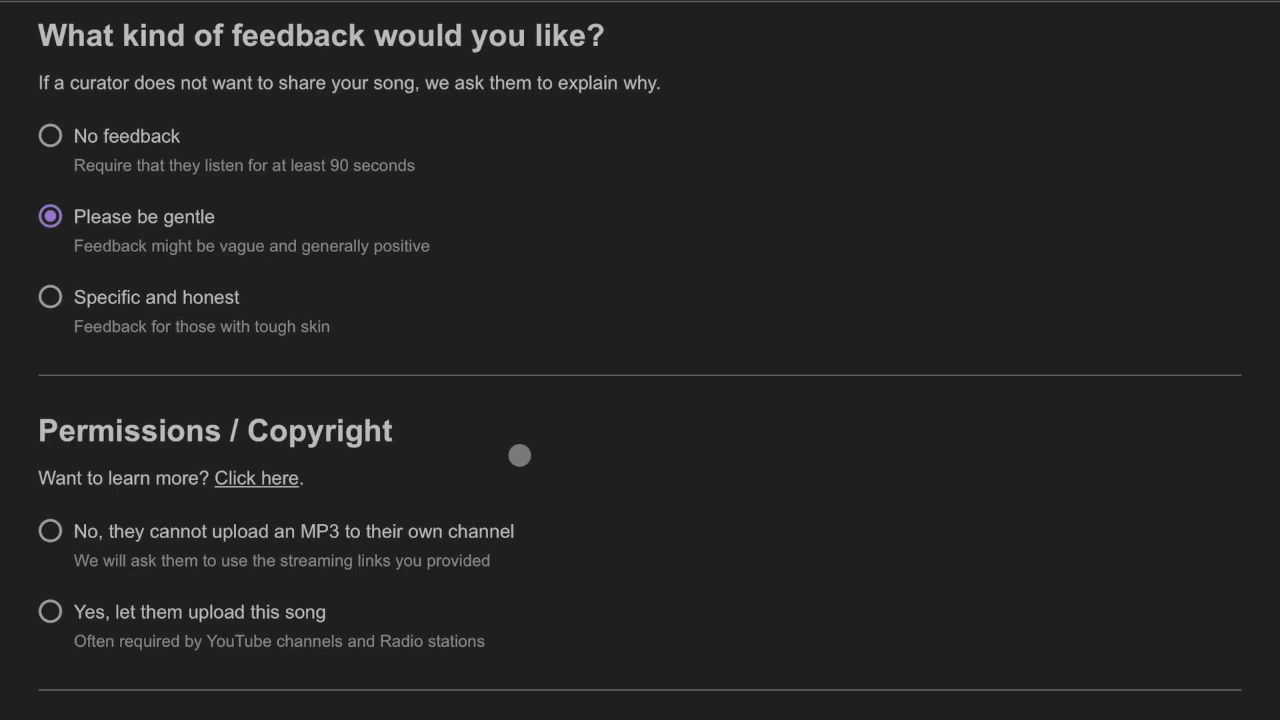 What kind of feedback would you like?
If a curator does not want to share your song, we ask them to explain why.
No feedback
Require that they listen for at least 90 seconds
Please be gentle
Feedback might be vague and generally positive
Specific and honest
Feedback for those with tough skin
Permissions / Copyright
Want to learn more? Click here.
No, they cannot upload an MP3 to their own channel
We will ask them to use the streaming links you provided
Yes, let them upload this song
Often required by YouTube channels and Radio stations